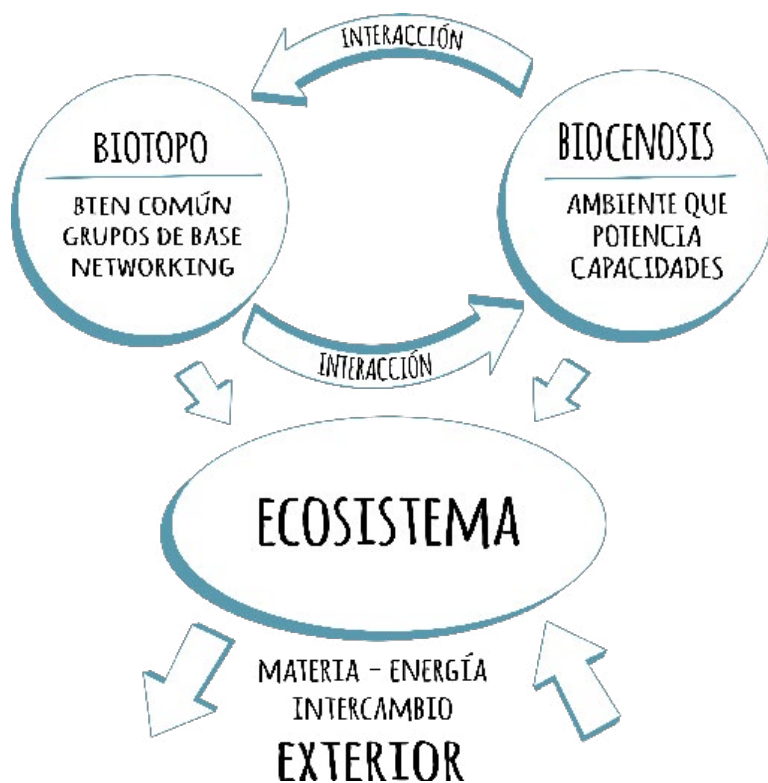 INTERACCIÓN
BIOTOPO
BIEN COMÚN
GRUPOS DE BASE
NETWORKING
BIOCENOSIS
AMBIENTE QUE
POTENCIA
CAPACIDADES
INTERACCIÓN
ECOSISTEMA
MATERIA - ENERGÍA
INTERCAMBIO
EXTERIOR